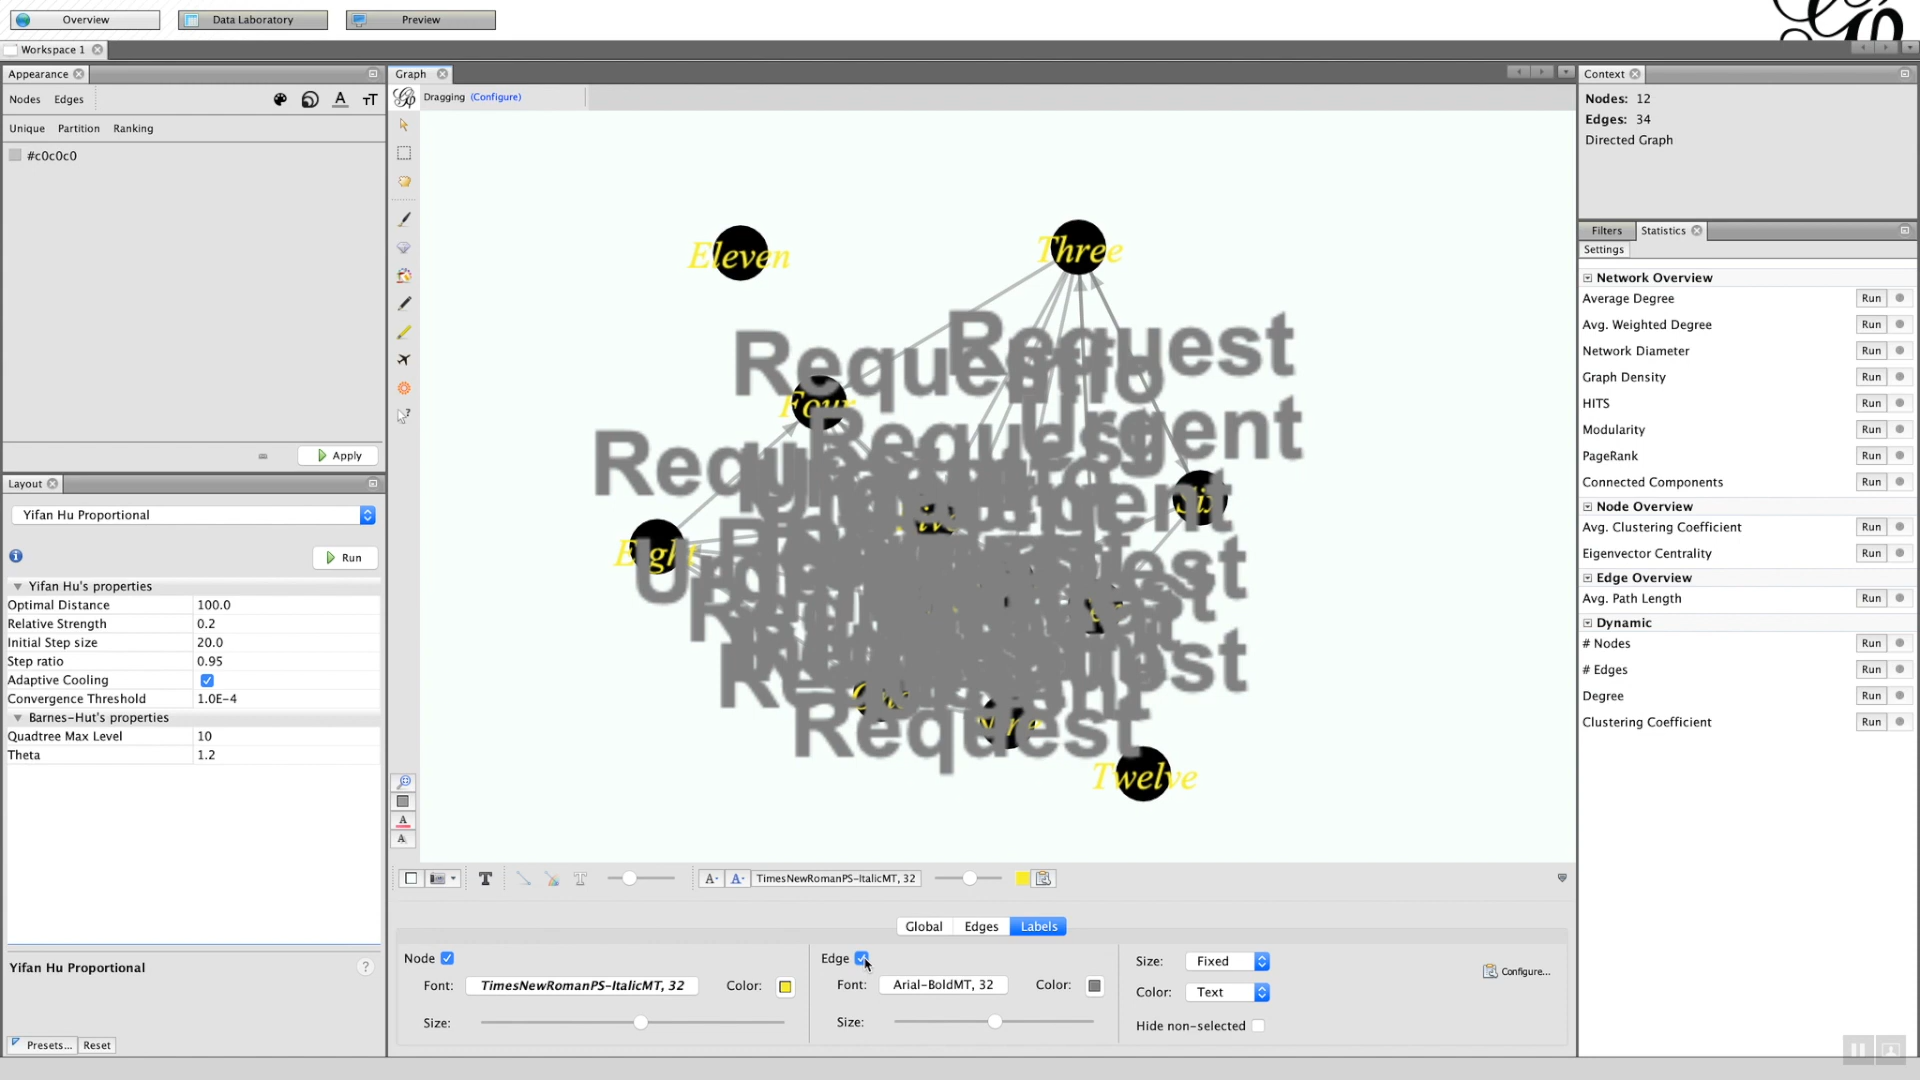 Overview Data Laboratory Preview
Workspace 1
Appearance
Nodes Edges
Unique Partition Ranking
#c0c0c0
Apply
Layout
Yifan Hu Proportional
Run
Yifan Hu's properties
Optimal Distance 100.0
Relative Strength 0.2
Initial Step size 20.0
Step ratio 0.95
Adaptive Cooling
Convergence Threshold 1.0E-4
Barnes-Hut's properties
Quadtree Max Level 10
Theta 1.2
Yifan Hu Proportional
?
Presets... Reset
Graph
Dragging (Configure)
Eleven
Three
Request
Request
Four
Urgent
Request
Six
Eight
Request
Twelve
TimesNewRomanPS-ItalicMT, 32
Global Edges Labels
Node
Font: TimesNewRomanPS-ItalicMT, 32 Color:
Size:
Edge
Font: Arial-BoldMT, 32 Color:
Size:
Size: Fixed
Color: Text
Hide non-selected
Configure...
Context
Nodes: 12
Edges: 34
Directed Graph
Filters Statistics
Settings
Network Overview
Average Degree Run
Avg. Weighted Degree Run
Network Diameter Run
Graph Density Run
HITS Run
Modularity Run
PageRank Run
Connected Components Run
Node Overview
Avg. Clustering Coefficient Run
Eigenvector Centrality Run
Edge Overview
Avg. Path Length Run
Dynamic
# Nodes Run
# Edges Run
Degree Run
Clustering Coefficient Run